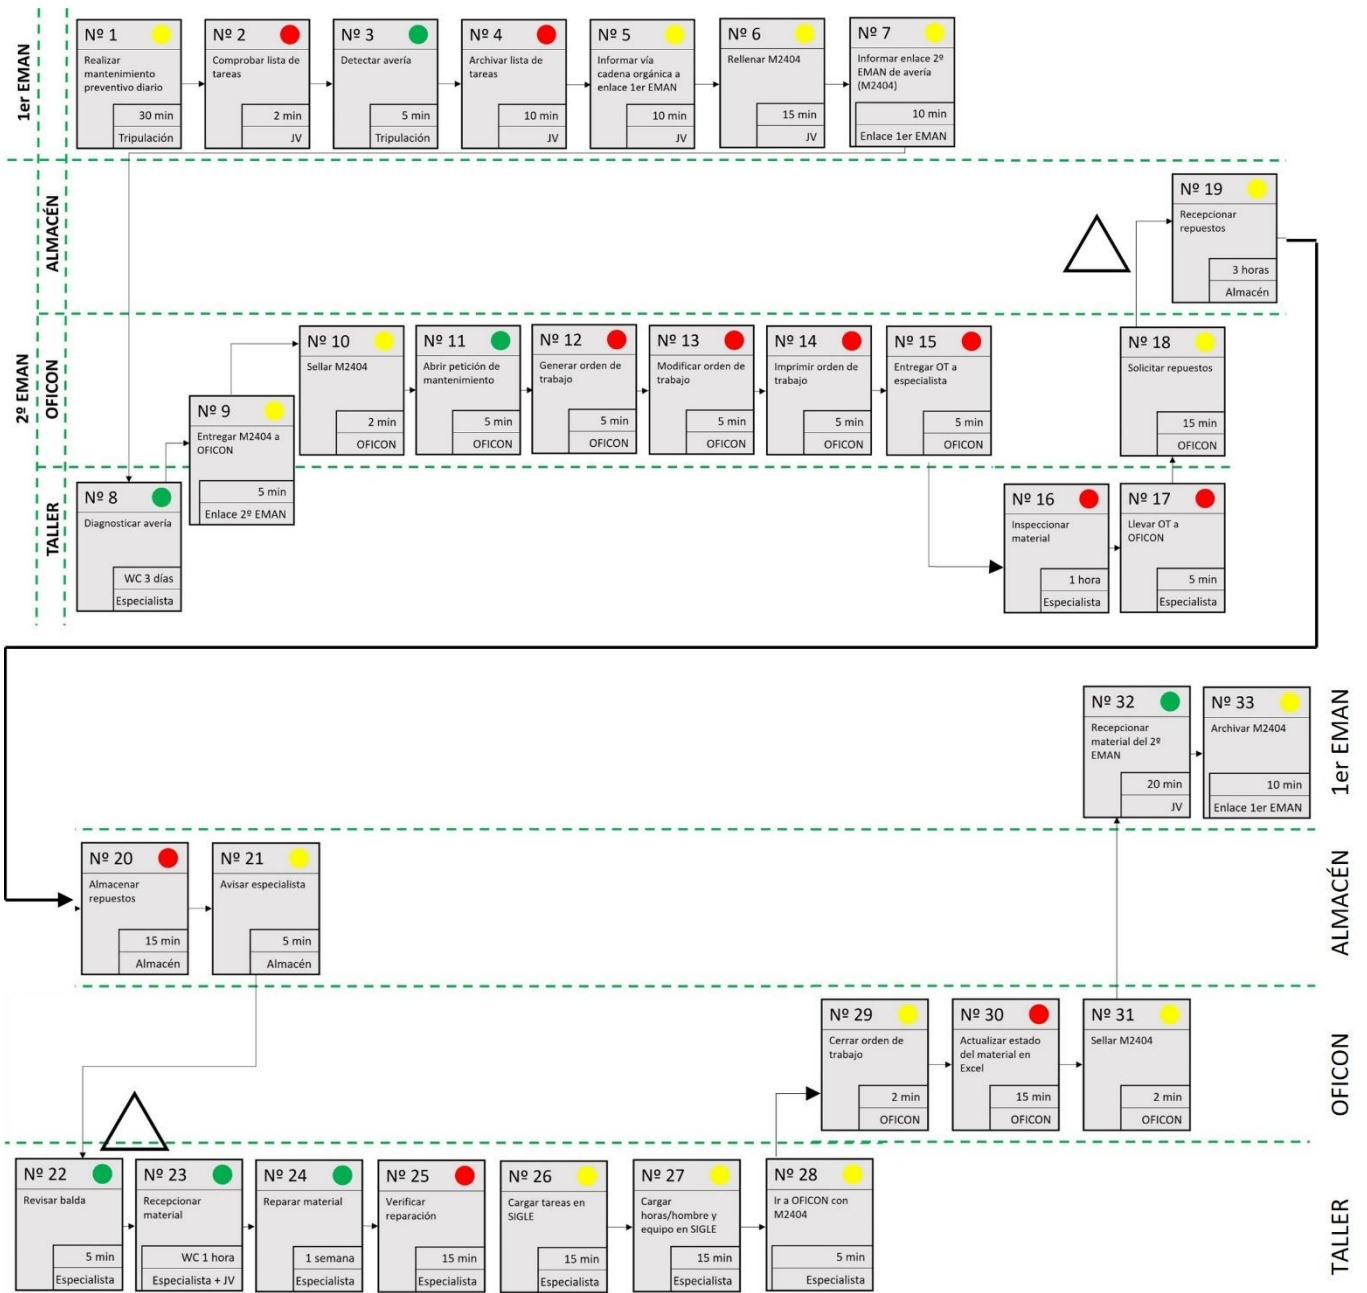 1er EMAN
Nº 1
Realizar
mantenimiento
preventivo diario
30 min
Tripulación
Nº 2
Comprobar lista de
tareas
2 min
JV
Nº 3
Detectar avería
5 min
Tripulación
Nº 4
Archivar lista de
tareas
10 min
JV
Nº 5
Informar vía
cadena orgánica a
enlace 1er EMAN
10 min
JV
Nº 6
Rellenar M2404
15 min
JV
Nº 7
Informar enlace 2º
EMAN de avería
(M2404)
10 min
Enlace 1er EMAN
2º EMAN
ALMACÉN
OFICON
TALLER
Nº 8
Diagnosticar avería
WC 3 días
Especialista
Nº 9
Entregar M2404 a
OFICON
5 min
Enlace 2º EMAN
Nº 10
Sellar M2404
2 min
OFICON
Nº 11
Abrir petición de
mantenimiento
5 min
OFICON
Nº 12
Generar orden de
trabajo
5 min
OFICON
Nº 13
Modificar orden de
trabajo
5 min
OFICON
Nº 14
Imprimir orden de
trabajo
5 min
OFICON
Nº 15
Entregar OT a
especialista
5 min
OFICON
Nº 16
Inspeccionar
material
1 hora
Especialista
Nº 17
Llevar OT a
OFICON
5 min
Especialista
Nº 18
Solicitar repuestos
15 min
OFICON
Nº 19
Recepcionar
repuestos
3 horas
Almacén
Nº 20
Almacenar
repuestos
15 min
Almacén
Nº 21
Avisar especialista
5 min
Almacén
Nº 22
Revisar balda
5 min
Especialista
Nº 23
Recepcionar
material
WC 1 hora
Especialista + JV
Nº 24
Reparar material
1 semana
Especialista
Nº 25
Verificar
reparación
15 min
Especialista
Nº 26
Cargar tareas en
SIGLE
15 min
Especialista
Nº 27
Cargar
horas/hombre y
equipo en SIGLE
15 min
Especialista
Nº 28
Ir a OFICON con
M2404
5 min
Especialista
Nº 29
Cerrar orden de
trabajo
2 min
OFICON
Nº 30
Actualizar estado
del material en
Excel
15 min
OFICON
Nº 31
Sellar M2404
2 min
OFICON
Nº 32
Recepcionar
material del 2º
EMAN
20 min
JV
Nº 33
Archivar M2404
10 min
Enlace 1er EMAN
1er EMAN
ALMACÉN
OFICON
TALLER